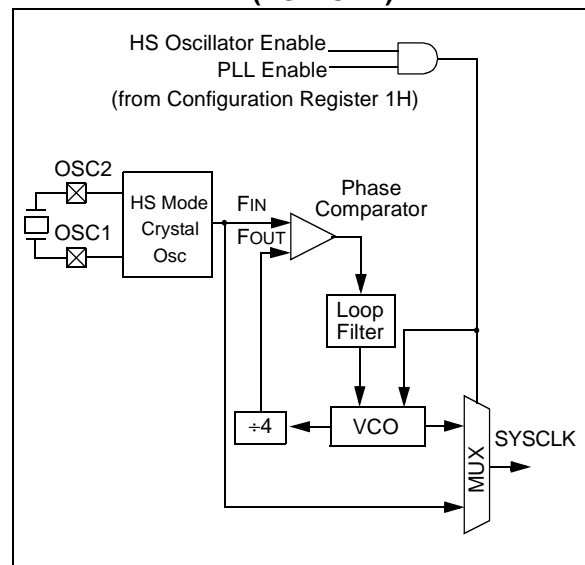 HS Oscillator Enable
PLL Enable
(from Configuration Register 1H)
OSC2
OSC1
HS Mode
Crystal
Osc
FIN
FOUT
Phase
Comparator
Loop
Filter
÷4
VCO
MUX
SYSCLK